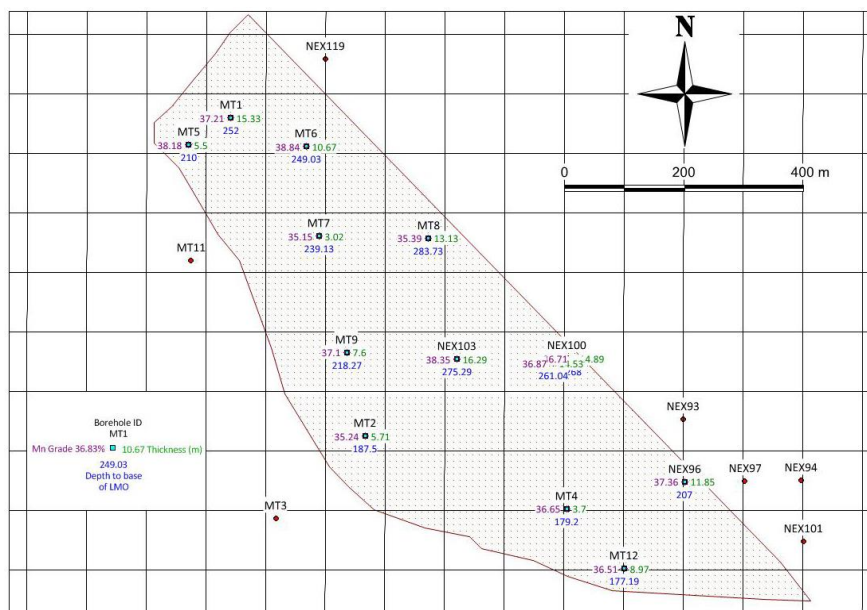 N
NEX119
MT1
37.21 15.33
252
MT5
38.18 5.5
210
MT6
38.84 10.67
249.03
0 200 400 m
MT7
35.15 3.02
239.13
MT8
35.39 13.13
283.73
MT11
MT9
37.1 7.6
218.27
NEX103
38.35 16.29
275.29
NEX100
36.71 4.89
36.87
261.04
NEX93
MT2
35.24 5.71
187.5
Borehole ID
MT1
Mn Grade 36.83% 10.67 Thickness (m)
249.03
Depth to base
of LMO
NEX96
37.36 11.85
207
NEX97
NEX94
MT3
MT4
36.65 3.7
179.2
NEX101
MT12
36.51 8.97
177.19